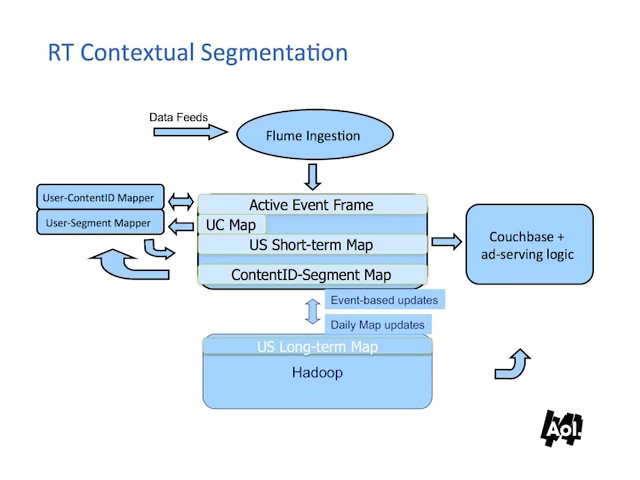 RT Contextual Segmentation
Data Feeds
Flume Ingestion
User-ContentID Mapper
User-Segment Mapper
Active Event Frame
UC Map
US Short-term Map
ContentID-Segment Map
Couchbase +
ad-serving logic
Event-based updates
Daily Map updates
US Long-term Map
Hadoop
Aol.